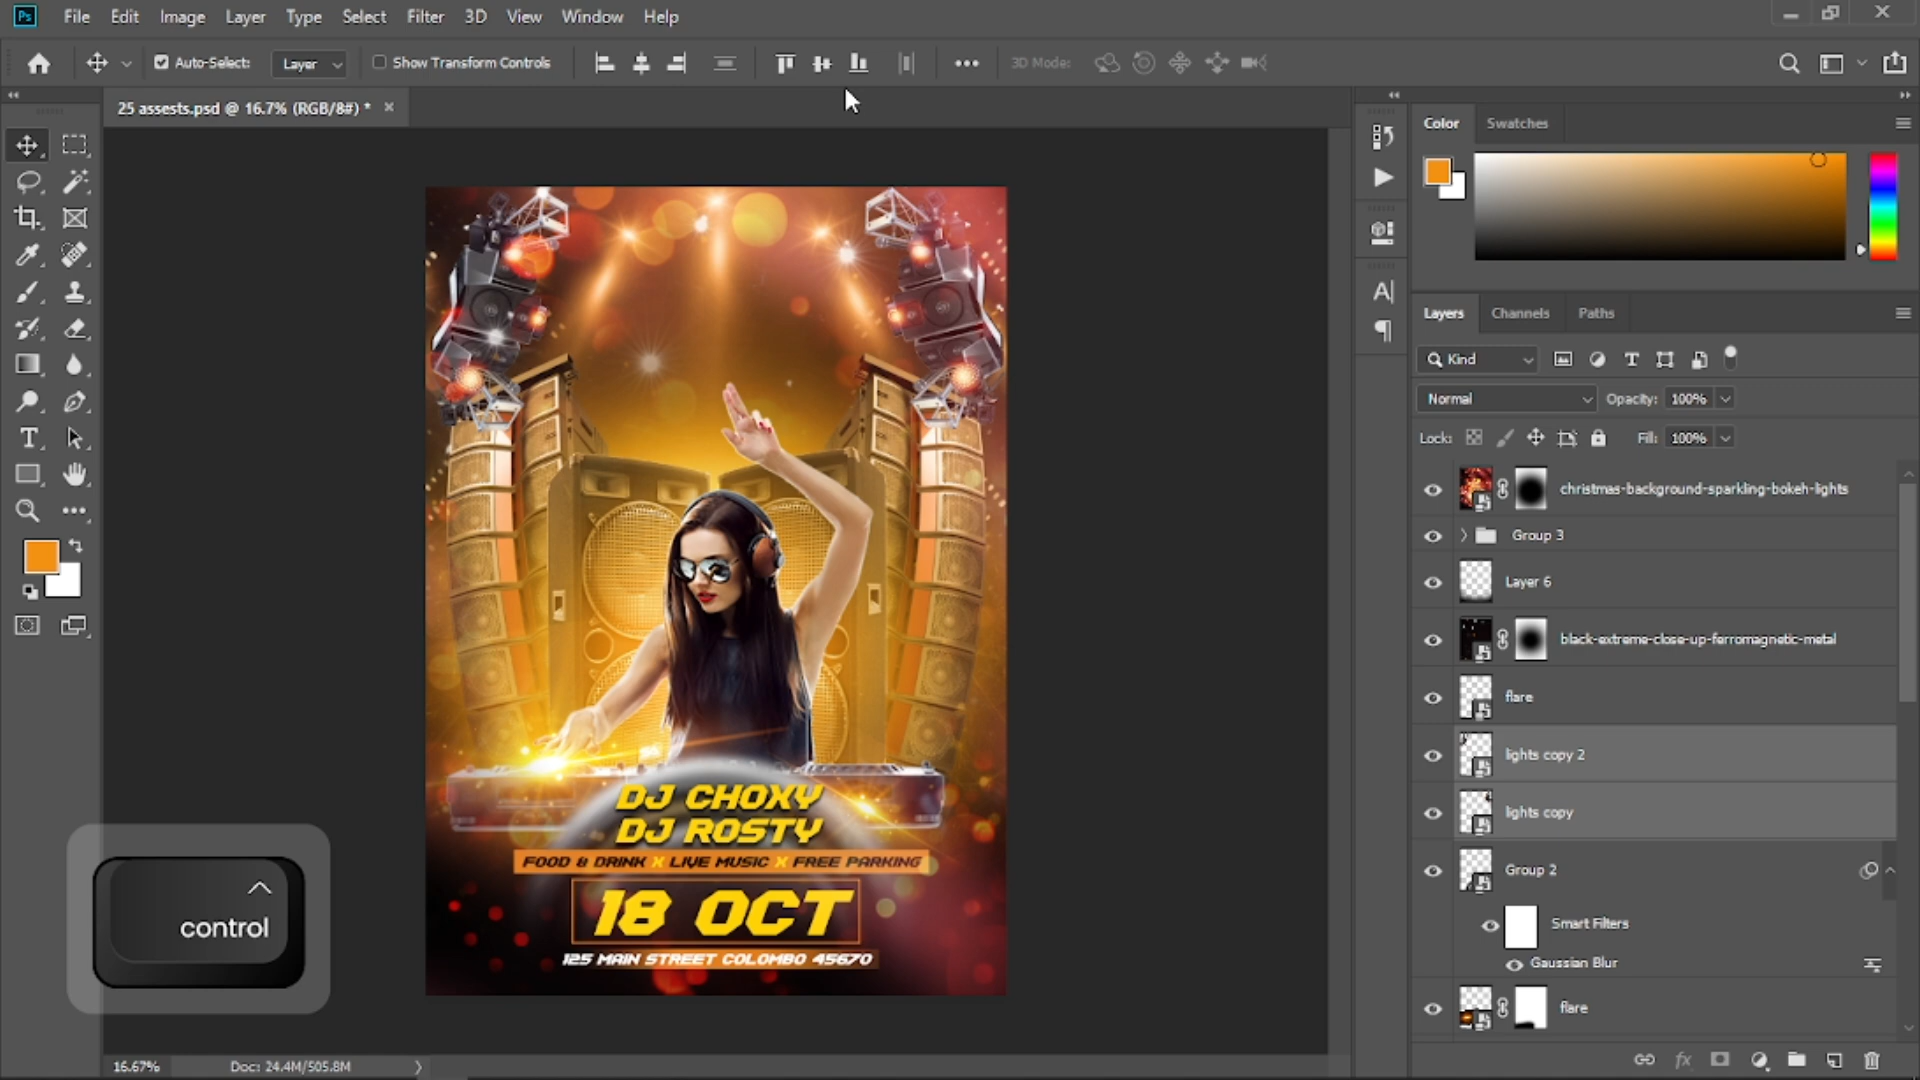 Ps File Edit Image Layer Type Select Filter 3D View Window Help
Auto-Select: Layer Show Transform Controls 3D Mode:
25 assests.psd @ 16.7% (RGB/8#) *
Color Swatches
Layers Channels Paths
Kind
Normal Opacity: 100%
Lock: Fill: 100%
christmas-background-sparkling-bokeh-lights
Group 3
Layer 6
black-extreme-close-up-ferromagnetic-metal
flare
lights copy 2
lights copy
Group 2
Smart Filters
Gaussian Blur
flare
DJ CHOXY
DJ ROSTY
FOOD & DRINK X LIVE MUSIC X FREE PARKING
18 OCT
125 MAIN STREET COLOMBO 45670
control
16.67% Doc: 24.4M/505.8M